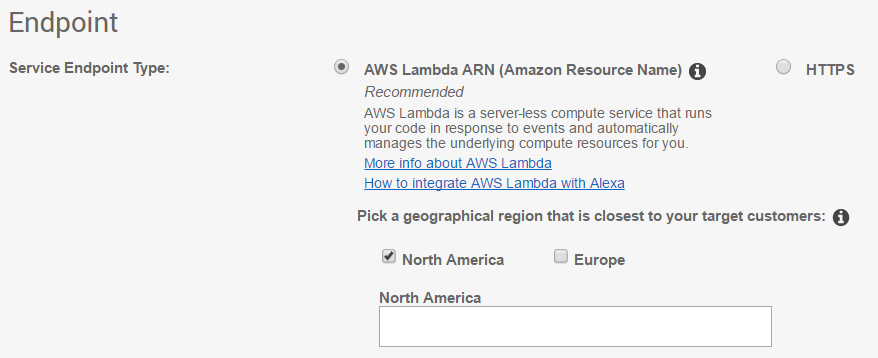 Endpoint
Service Endpoint Type:
AWS Lambda ARN (Amazon Resource Name)
HTTPS
Recommended
AWS Lambda is a server-less compute service that runs
your code in response to events and automatically
manages the underlying compute resources for you.
More info about AWS Lambda
How to integrate AWS Lambda with Alexa
Pick a geographical region that is closest to your target customers:
North America
Europe
North America